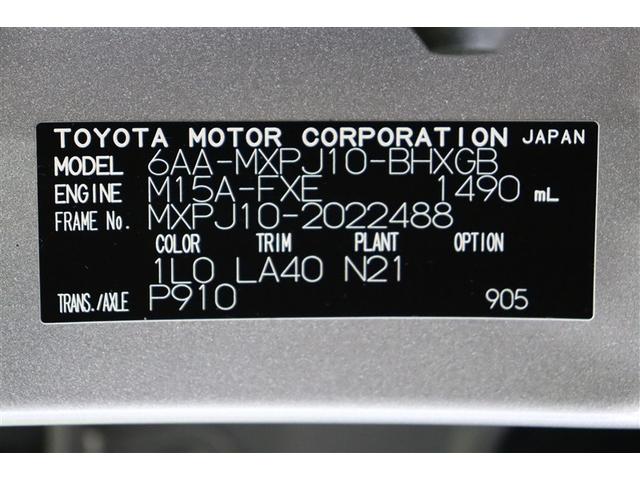 TOYOTA MOTOR CORPORATION JAPAN
MODEL 6AA-MXPJ10-BHXGB
ENGINE M15A-FXE 1490 mL
FRAME No. MXPJ10-2022488
COLOR TRIM PLANT OPTION
1L0 LA40 N21
TRANS./AXLE P910 905